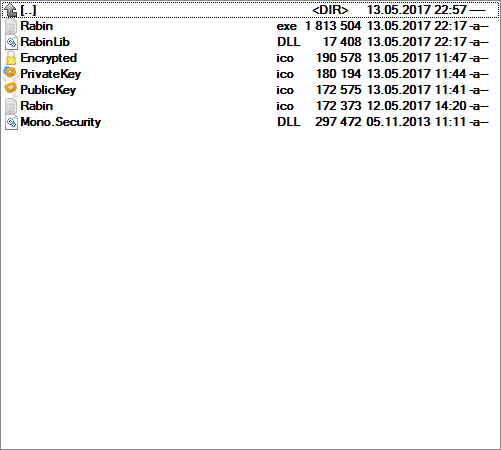 [..] <DIR> 13.05.2017 22:57 ----
Rabin exe 1 813 504 13.05.2017 22:17 -a--
RabinLib DLL 17 408 13.05.2017 22:17 -a--
Encrypted ico 190 578 13.05.2017 11:47 -a--
PrivateKey ico 180 194 13.05.2017 11:44 -a--
PublicKey ico 172 575 13.05.2017 11:41 -a--
Rabin ico 172 373 12.05.2017 14:20 -a--
Mono.Security DLL 297 472 05.11.2013 11:11 -a--